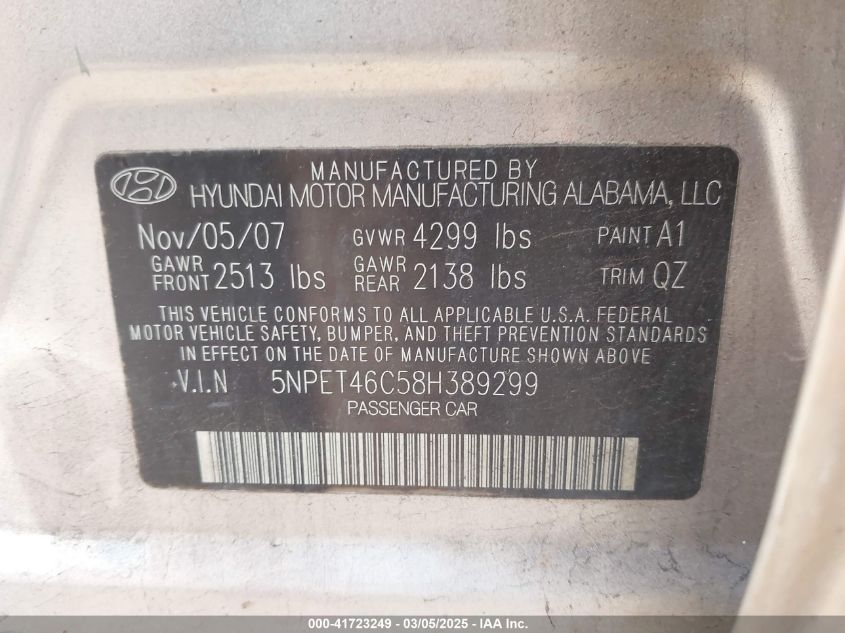 MANUFACTURED BY
HYUNDAI MOTOR MANUFACTURING ALABAMA, LLC
Nov/05/07 GVWR 4299 lbs PAINT A1
GAWR FRONT 2513 lbs GAWR REAR 2138 lbs TRIM QZ
THIS VEHICLE CONFORMS TO ALL APPLICABLE U.S.A. FEDERAL
MOTOR VEHICLE SAFETY, BUMPER, AND THEFT PREVENTION STANDARDS
IN EFFECT ON THE DATE OF MANUFACTURE SHOWN ABOVE.
V.I.N 5NPET46C58H389299
PASSENGER CAR
000-41723249 - 03/05/2025 - IAA Inc.